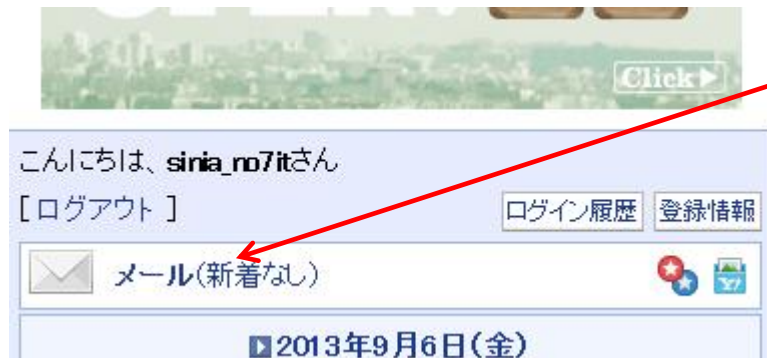 Click▶
こんにちは、sinia_no7itさん
[ ログアウト ]
ログイン履歴 登録情報
メール(新着なし)
2013年9月6日(金)